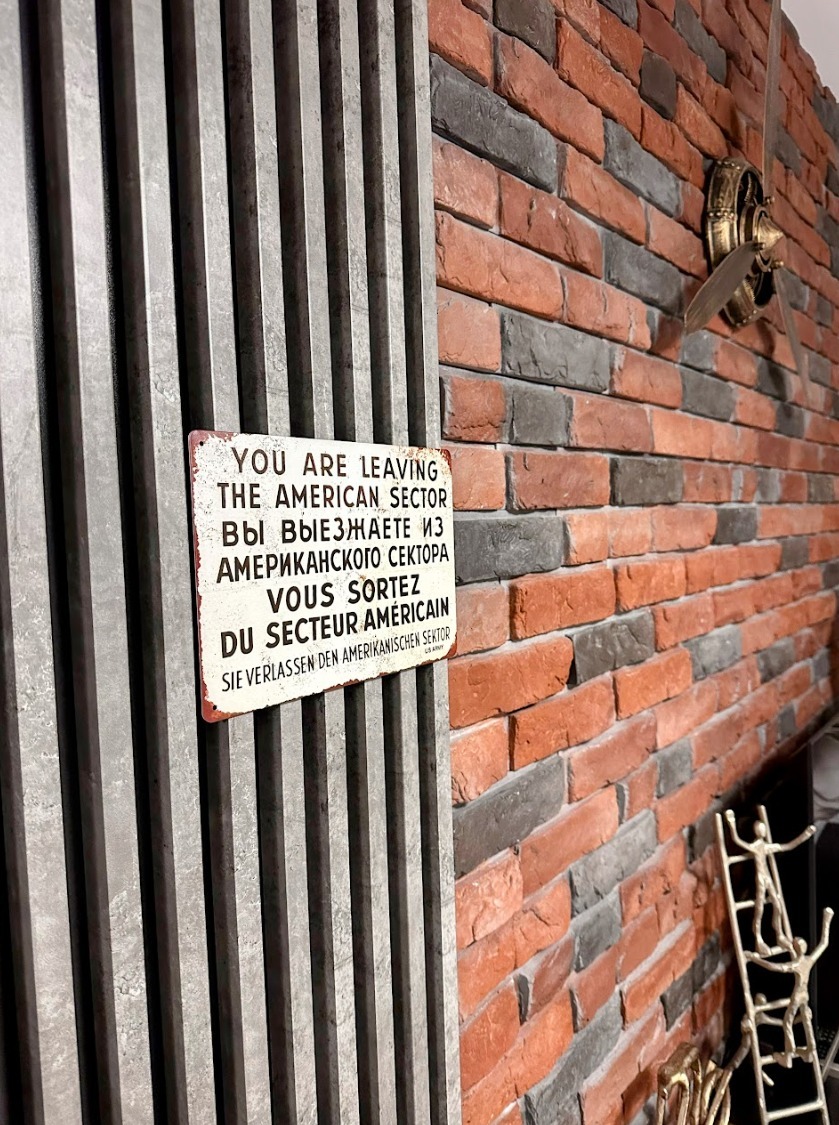 YOU ARE LEAVING
THE AMERICAN SECTOR
ВЫ ВЫЕЗЖАЕТЕ ИЗ
АМЕРИКАНСКОГО СЕКТОРА
VOUS SORTEZ
DU SECTEUR AMÉRICAIN
SIE VERLASSEN DEN AMERIKANISCHEN SEKTOR
US ARMY